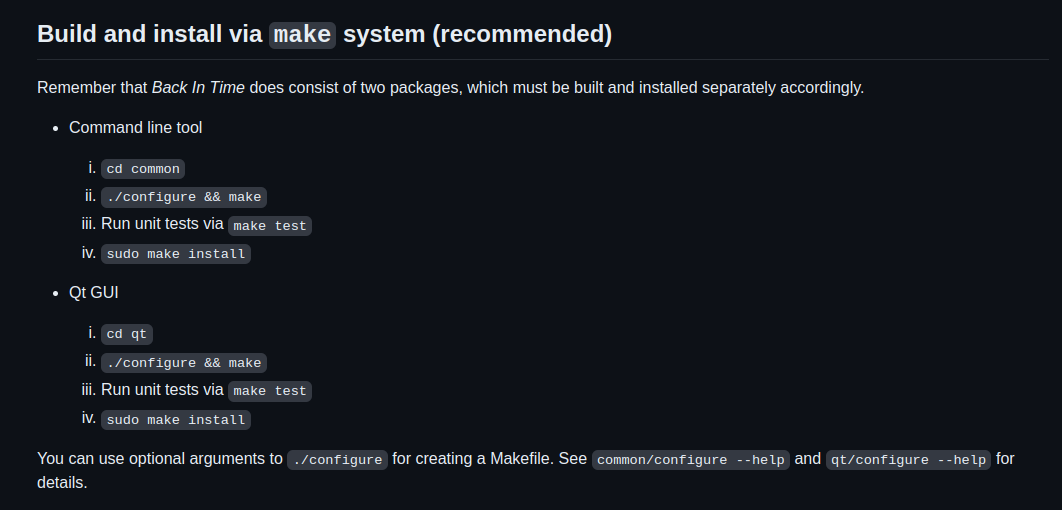 Build and install via make system (recommended)
Remember that Back In Time does consist of two packages, which must be built and installed separately accordingly.
• Command line tool
i. cd common
ii. ./configure && make
iii. Run unit tests via make test
iv. sudo make install
• Qt GUI
i. cd qt
ii. ./configure && make
iii. Run unit tests via make test
iv. sudo make install
You can use optional arguments to ./configure for creating a Makefile. See common/configure --help and qt/configure --help for
details.